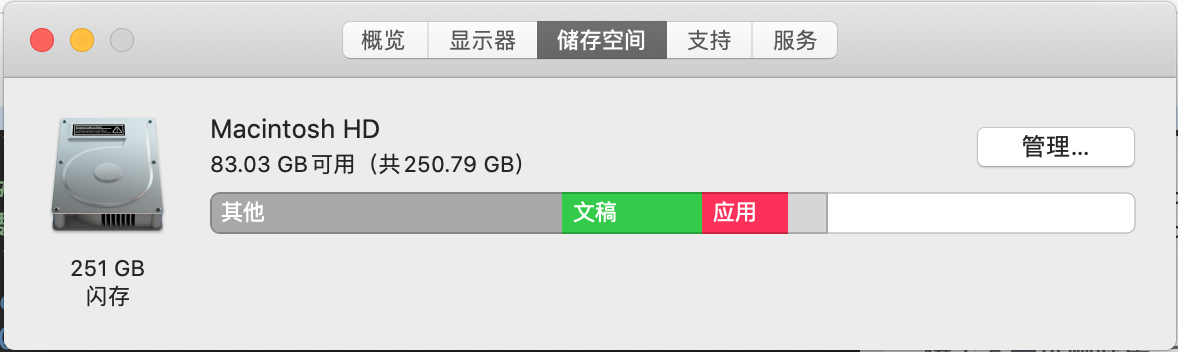 概览 显示器 储存空间 支持 服务
Macintosh HD
83.03 GB 可用（共 250.79 GB）
管理...
其他 文稿 应用
251 GB
闪存